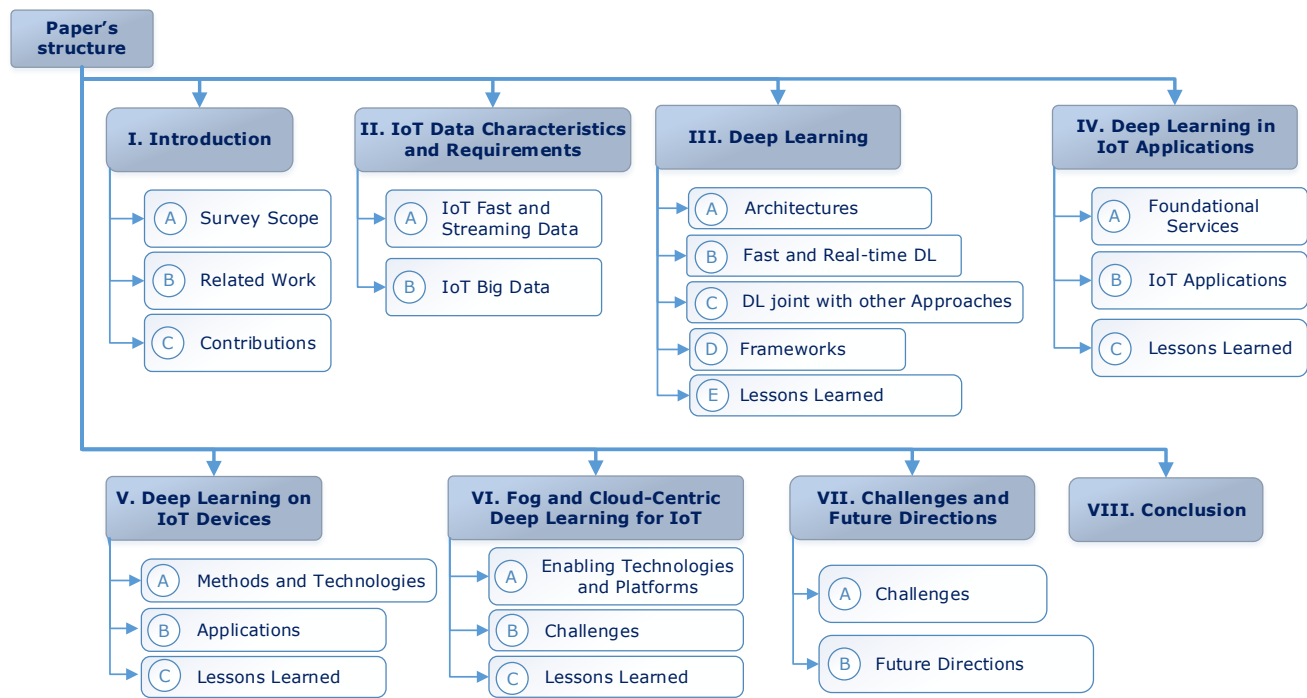 Paper's
structure
I. Introduction
A Survey Scope
B Related Work
C Contributions
II. IoT Data Characteristics
and Requirements
A IoT Fast and
Streaming Data
B IoT Big Data
III. Deep Learning
A Architectures
B Fast and Real-time DL
C DL joint with other Approaches
D Frameworks
E Lessons Learned
IV. Deep Learning in
IoT Applications
A Foundational
Services
B IoT Applications
C Lessons Learned
V. Deep Learning on
IoT Devices
A Methods and Technologies
B Applications
C Lessons Learned
VI. Fog and Cloud-Centric
Deep Learning for IoT
A Enabling Technologies
and Platforms
B Challenges
C Lessons Learned
VII. Challenges and
Future Directions
A Challenges
B Future Directions
VIII. Conclusion